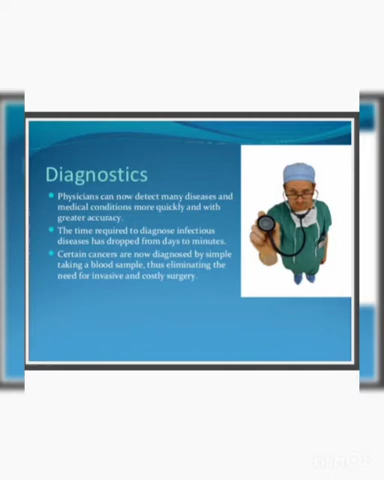 Diagnostics
Physicians can now detect many diseases and
medical conditions more quickly and with
greater accuracy.
The time required to diagnose infectious
diseases has dropped from days to minutes.
Certain cancers are now diagnosed by simple
taking a blood sample, thus eliminating the
need for invasive and costly surgery.